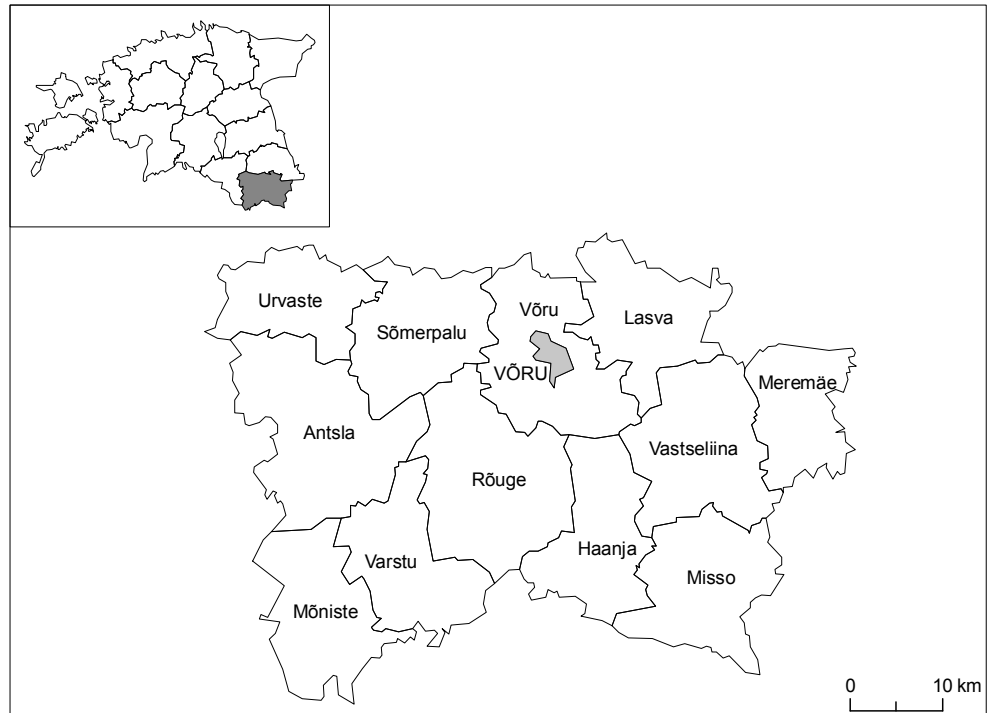 Urvaste
Sõmerpalu
Võru
Lasva
VÕRU
Meremäe
Antsla
Vastseliina
Rõuge
Haanja
Varstu
Misso
Mõniste
0 10 km